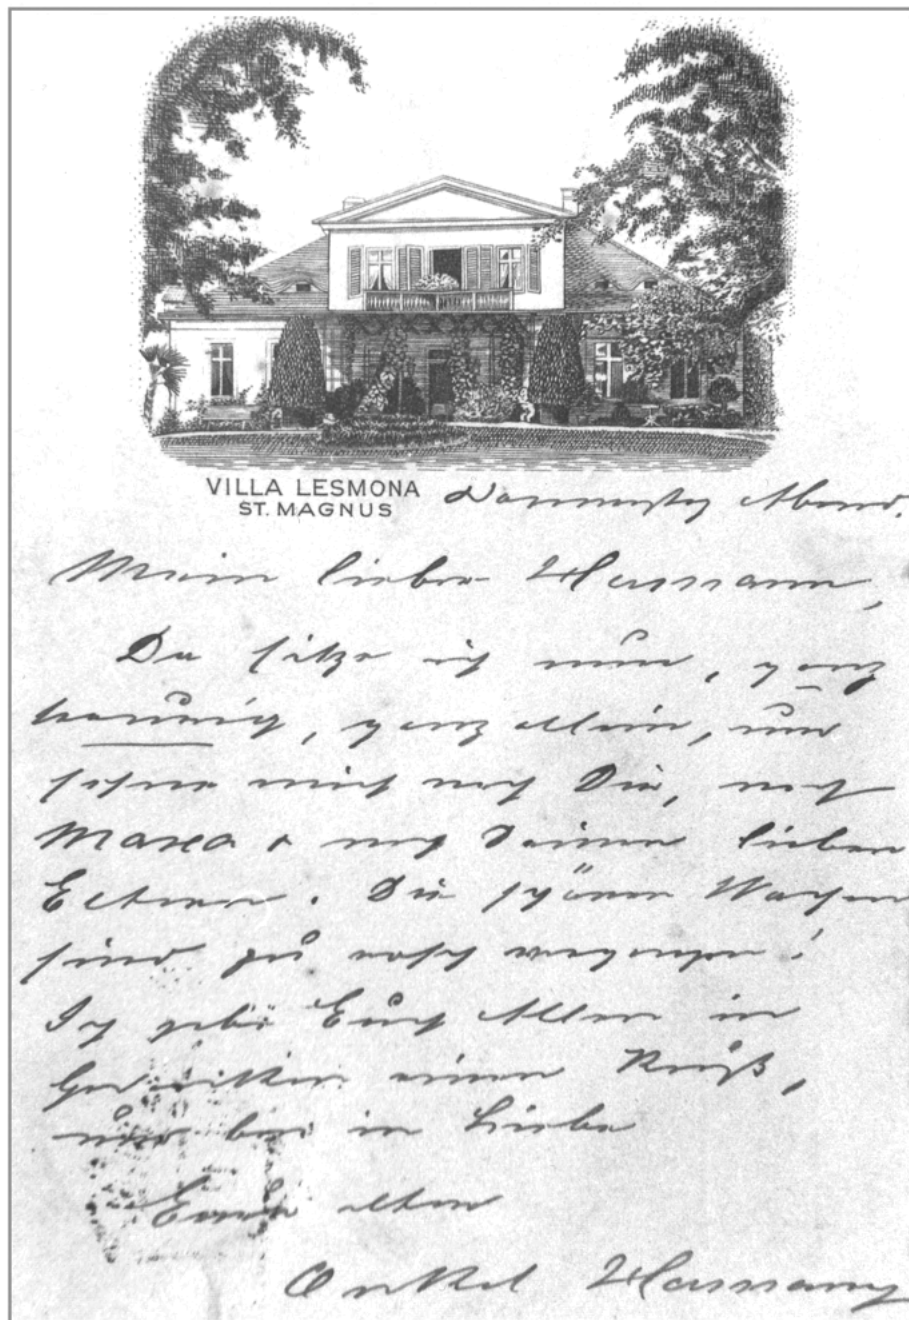 VILLA LESMONA
ST. MAGNUS
Donnerstag Abend.
Mein lieber Hermann,
Da sitze ich nun, ganz
traurig, ganz allein, und
sehne mich nach Dir, nach
Marea & nach Deinen lieben
Eltern. Die schönen Wochen
sind zu rasch vergangen!
Ich gebe Euch Allen in
Gedanken einen Kuß,
und bin in Liebe
Euer alter
Onkel Hermann